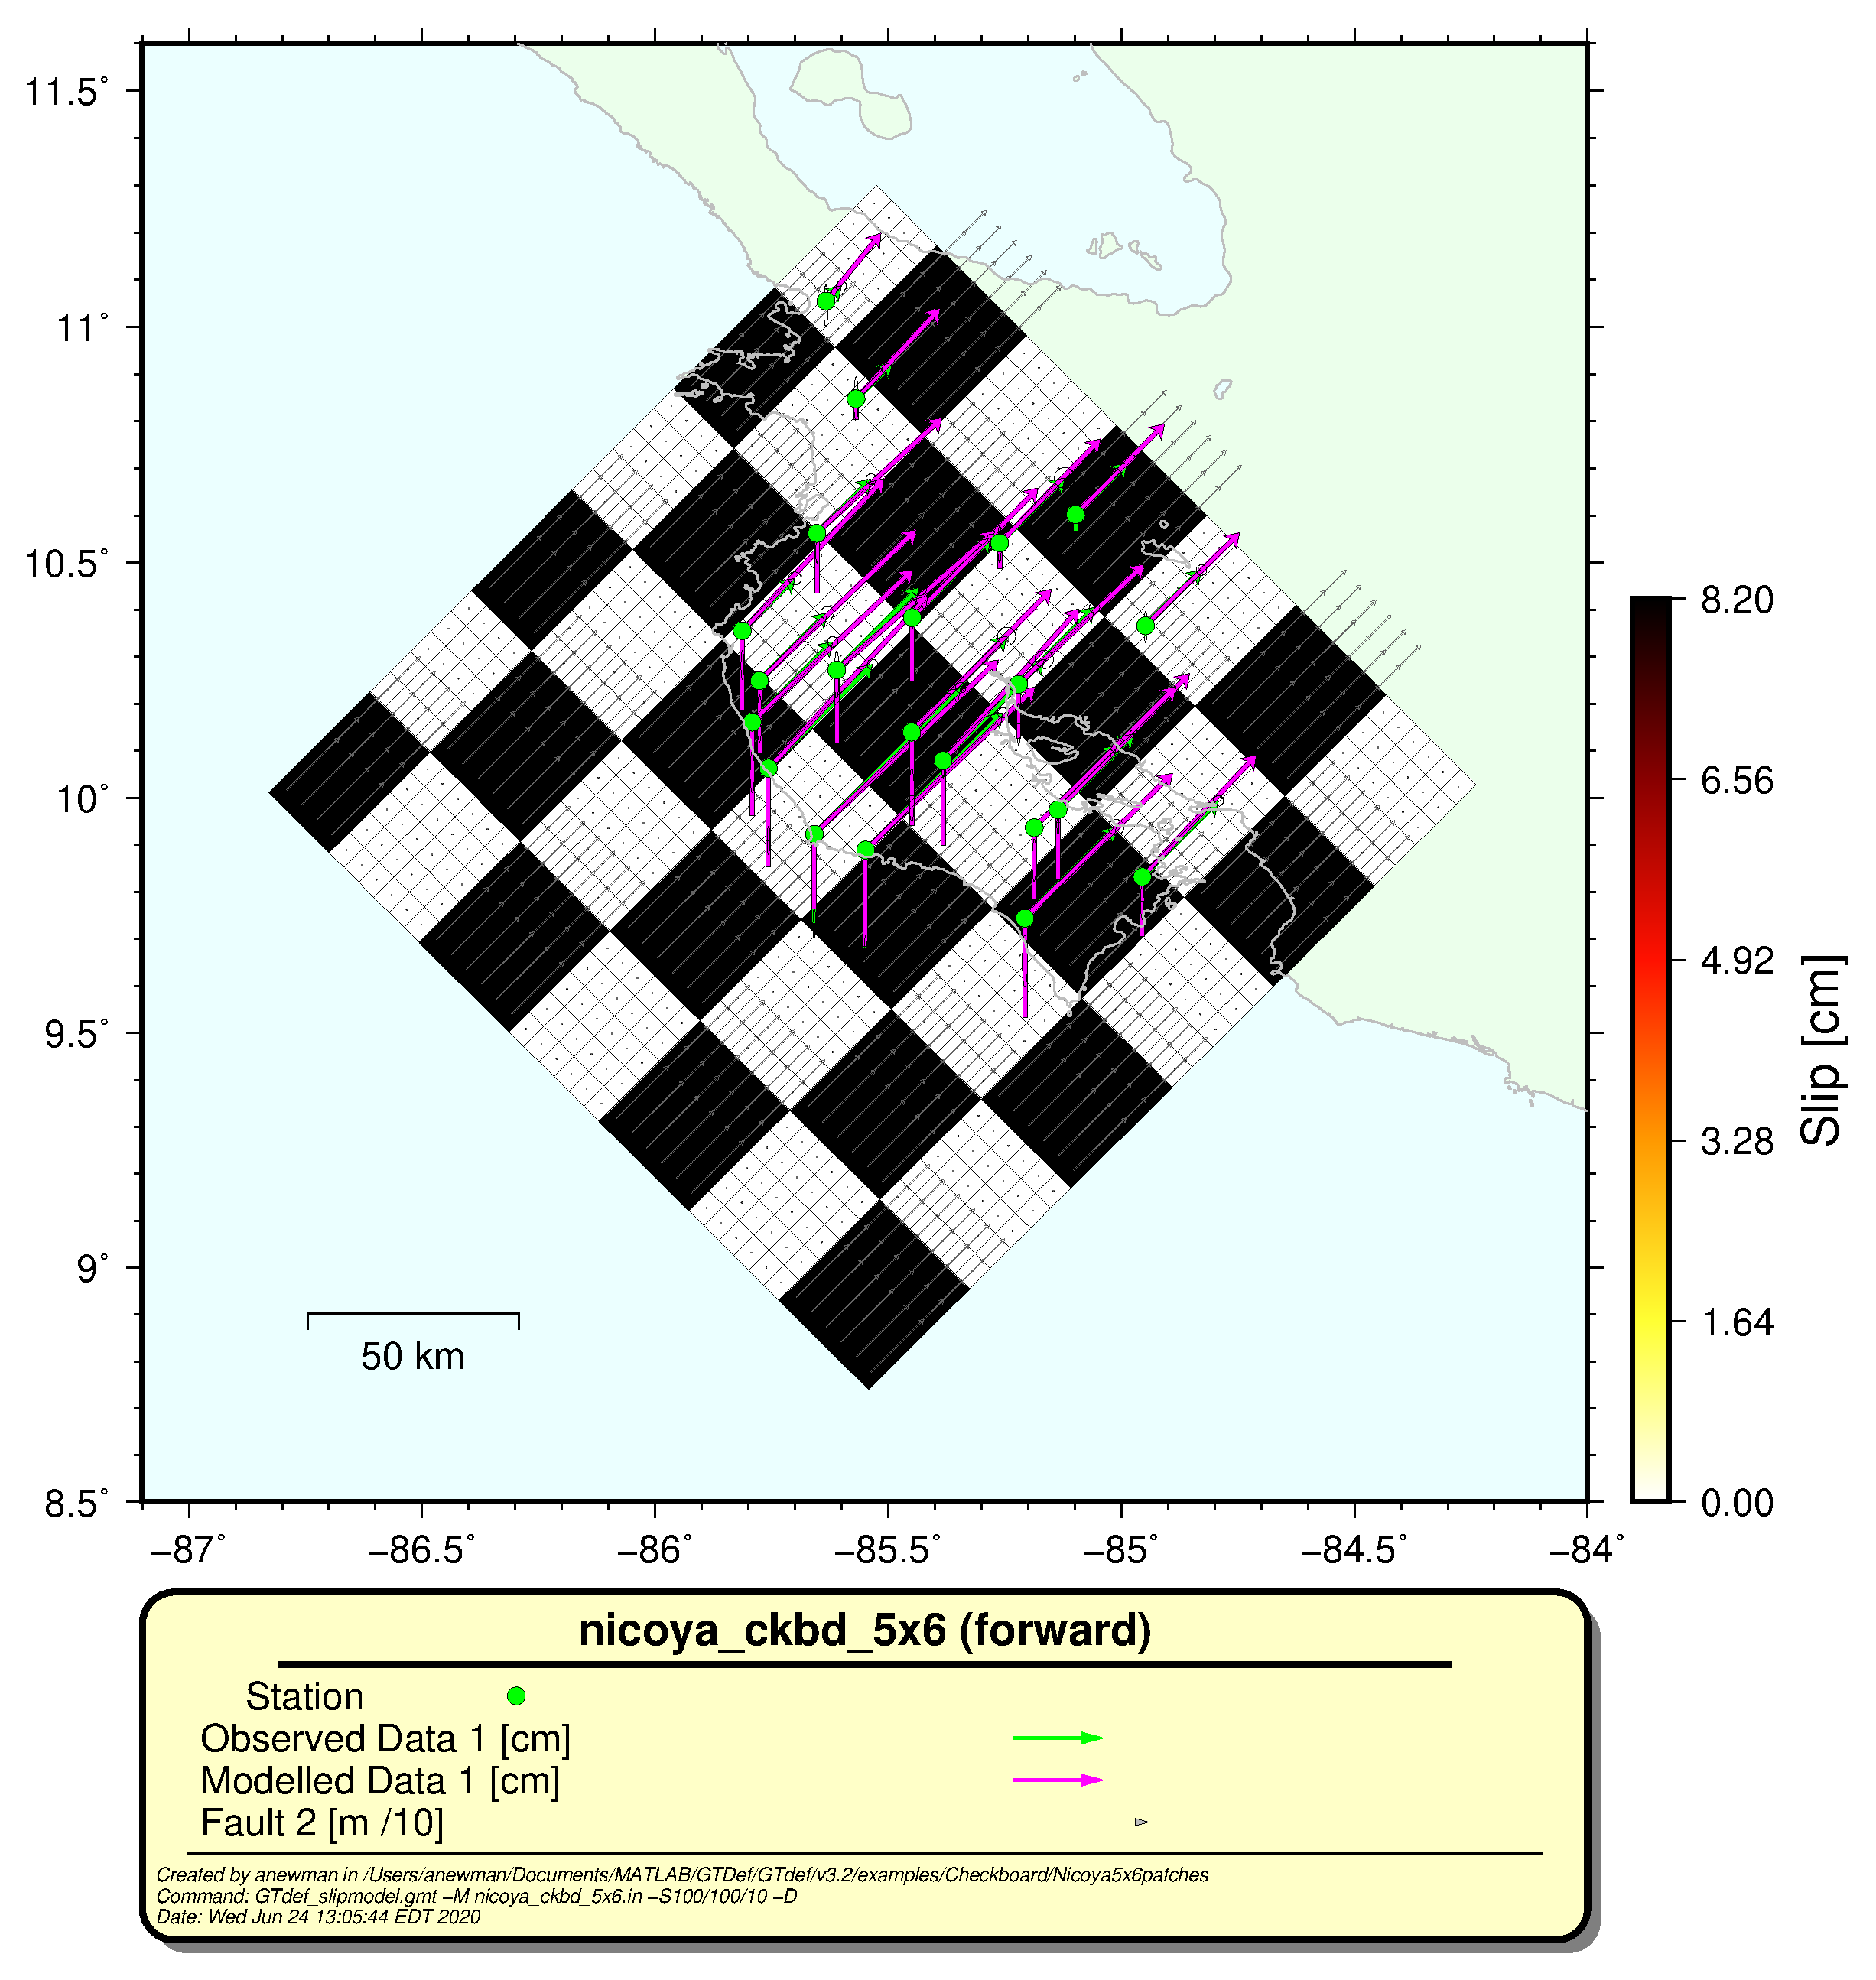 11.5°
11°
10.5°
10°
9.5°
9°
8.5°
−87°
−86.5°
−86°
−85.5°
−85°
−84.5°
−84°
50 km
8.20
6.56
4.92
3.28
1.64
0.00
Slip [cm]
nicoya_ckbd_5x6 (forward)
Station
Observed Data 1 [cm]
Modelled Data 1 [cm]
Fault 2 [m /10]
Created by anewman in /Users/anewman/Documents/MATLAB/GTDef/GTdef/v3.2/examples/Checkboard/Nicoya5x6patches
Command: GTdef_slipmodel.gmt −M nicoya_ckbd_5x6.in −S100/100/10 −D
Date: Wed Jun 24 13:05:44 EDT 2020